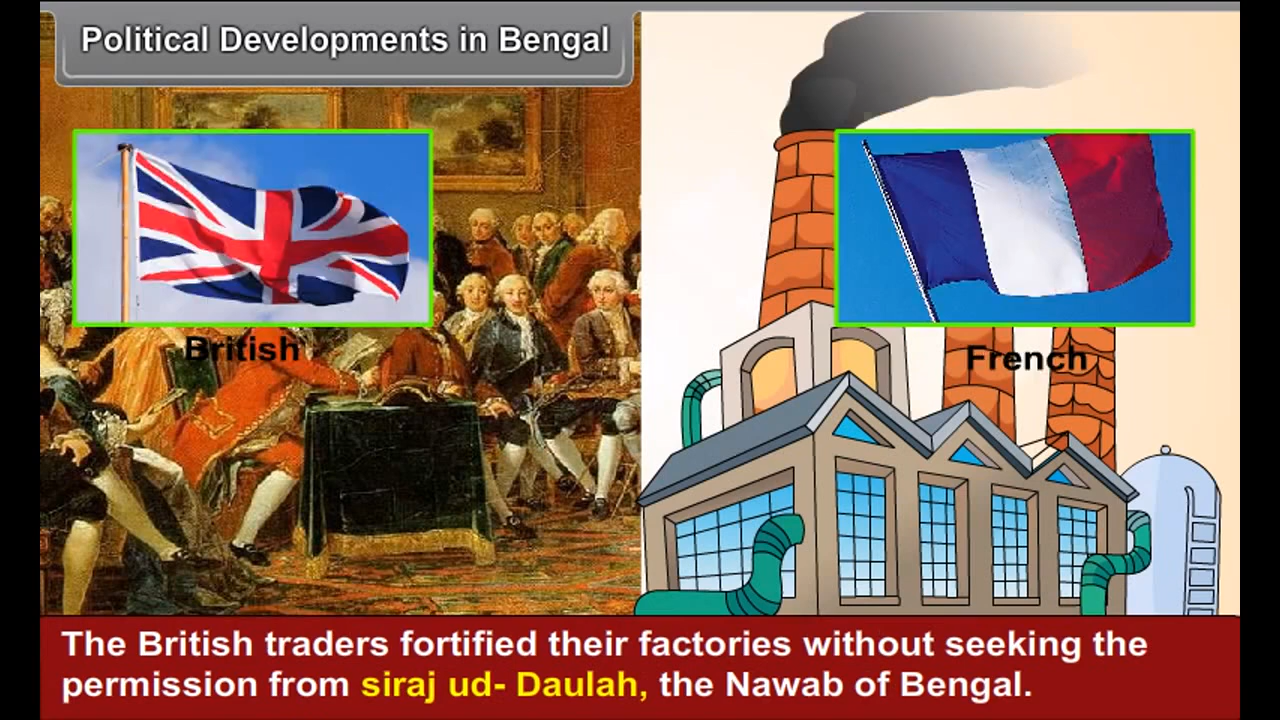 Political Developments in Bengal
British
French
The British traders fortified their factories without seeking the
permission from siraj ud- Daulah, the Nawab of Bengal.